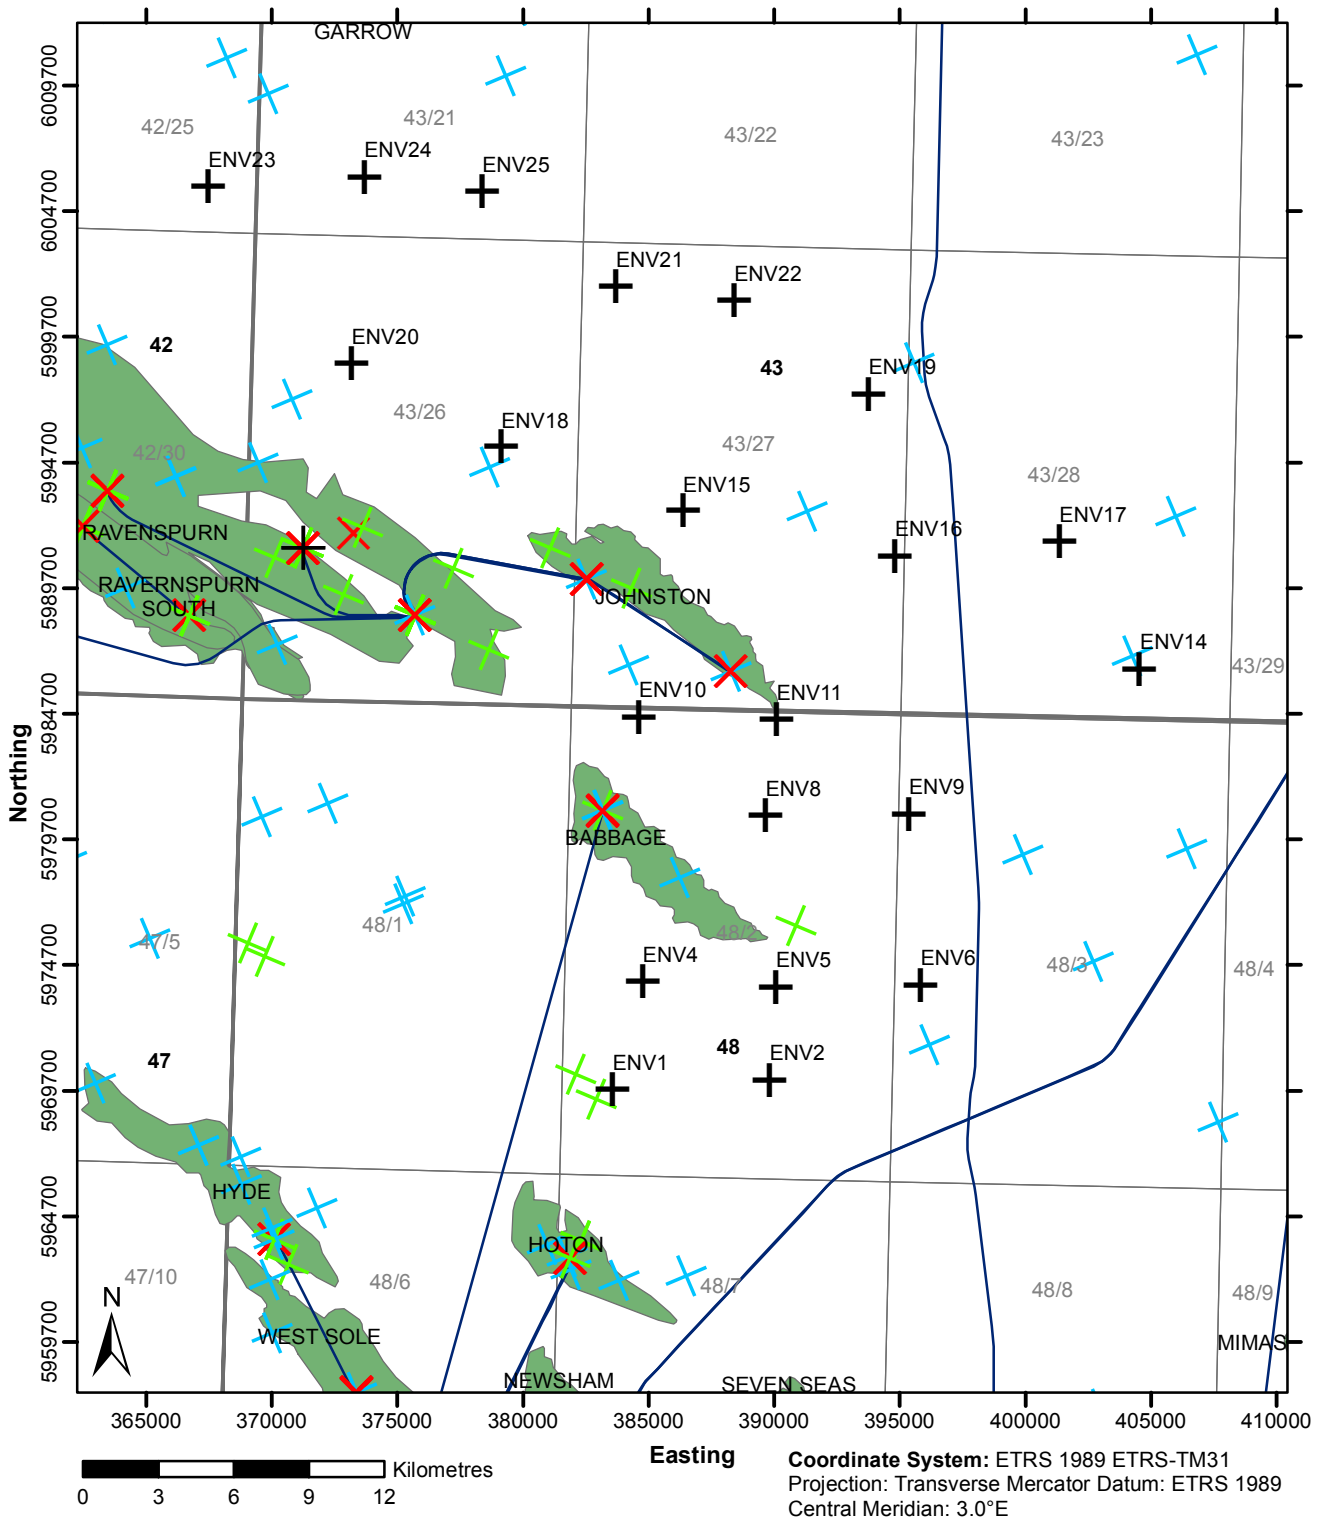 GARROW
6009700
42/25
43/21
43/22
43/23
ENV23
ENV24
ENV25
6004700
ENV21
ENV22
5999700
42
ENV20
43
ENV19
43/26
ENV18
43/27
42/30
5994700
43/28
ENV15
ENV17
ENV16
RAVENSPURN
5989700
RAVERNSPURN
SOUTH
JOHNSTON
ENV14
43/29
ENV10
ENV11
5984700
Northing
ENV8
ENV9
BABBAGE
5979700
48/1
48/2
47/5
ENV4
ENV5
ENV6
48/3
48/4
5974700
47
48
ENV1
ENV2
5969700
HYDE
5964700
HOTON
47/10
48/6
48/7
48/8
48/9
N
WEST SOLE
MIMAS
5959700
NEWSHAM
SEVEN SEAS
365000
370000
375000
380000
385000
390000
395000
400000
405000
410000
Easting
Kilometres
0
3
6
9
12
Coordinate System: ETRS 1989 ETRS-TM31
Projection: Transverse Mercator Datum: ETRS 1989
Central Meridian: 3.0°E